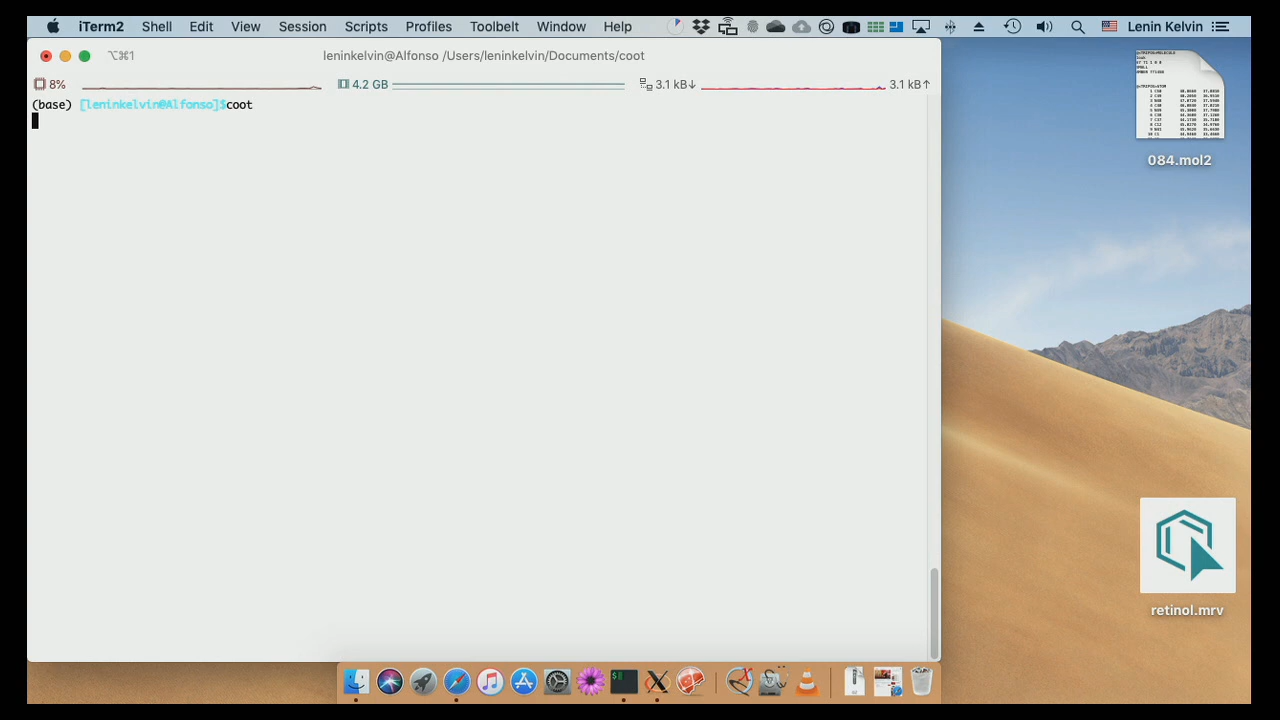 iTerm2 Shell Edit View Session Scripts Profiles Toolbelt Window Help Lenin Kelvin
⌥⌘1 leninkelvin@Alfonso:/Users/leninkelvin/Documents/coot
8% 4.2 GB 3.1 kB↓ 3.1 kB↑
(base) [leninkelvin@Alfonso]$coot
084.mol2
retinol.mrv